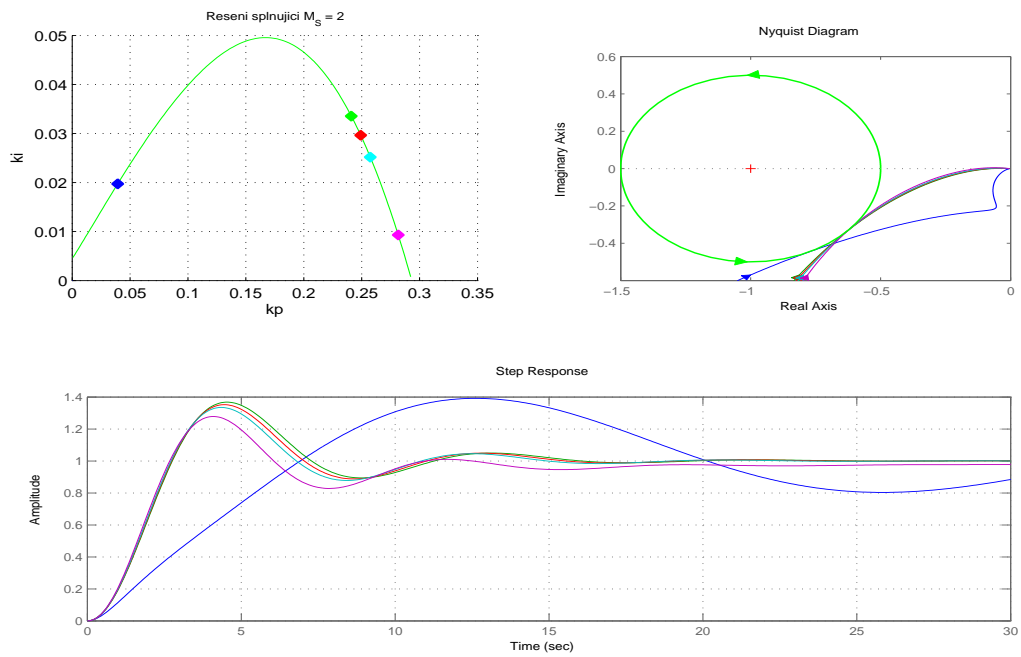 Reseni splnujici M_S = 2
0.05
0.04
0.03
0.02
0.01
0
ki
0 0.05 0.1 0.15 0.2 0.25 0.3 0.35
kp
Nyquist Diagram
0.6
0.4
0.2
0
−0.2
−0.4
Imaginary Axis
−1.5 −1 −0.5 0
Real Axis
Step Response
1.4
1.2
1
0.8
0.6
0.4
0.2
0
Amplitude
0 5 10 15 20 25 30
Time (sec)